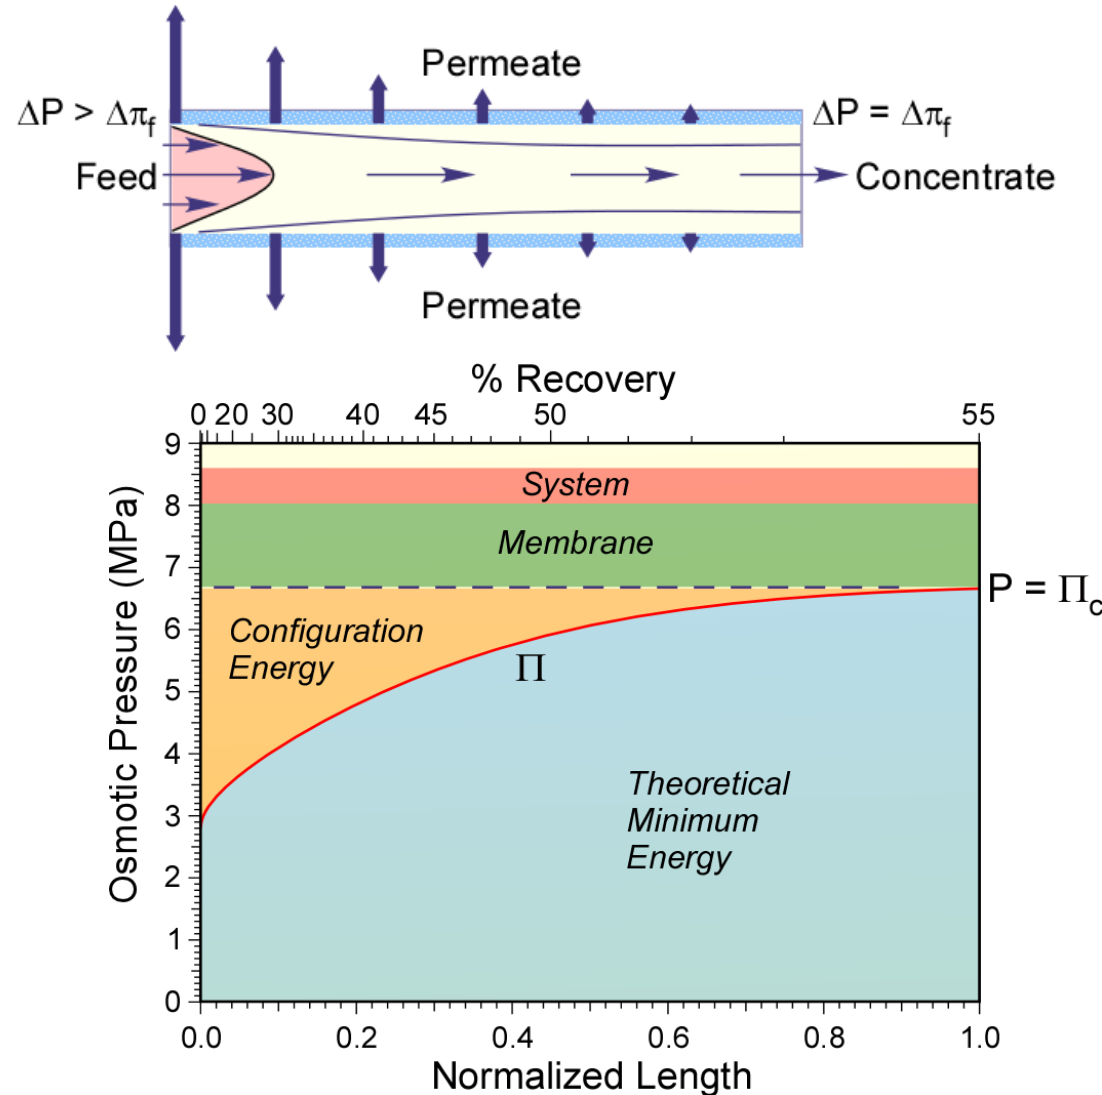 Permeate
ΔP > Δπf
ΔP = Δπf
Feed
Concentrate
Permeate
% Recovery
0 20 30 40 45 50 55
9
System
8
Membrane
7
P = Πc
6
Configuration
Energy
Π
5
4
Theoretical
Minimum
Energy
3
2
1
0
Osmotic Pressure (MPa)
0.0 0.2 0.4 0.6 0.8 1.0
Normalized Length